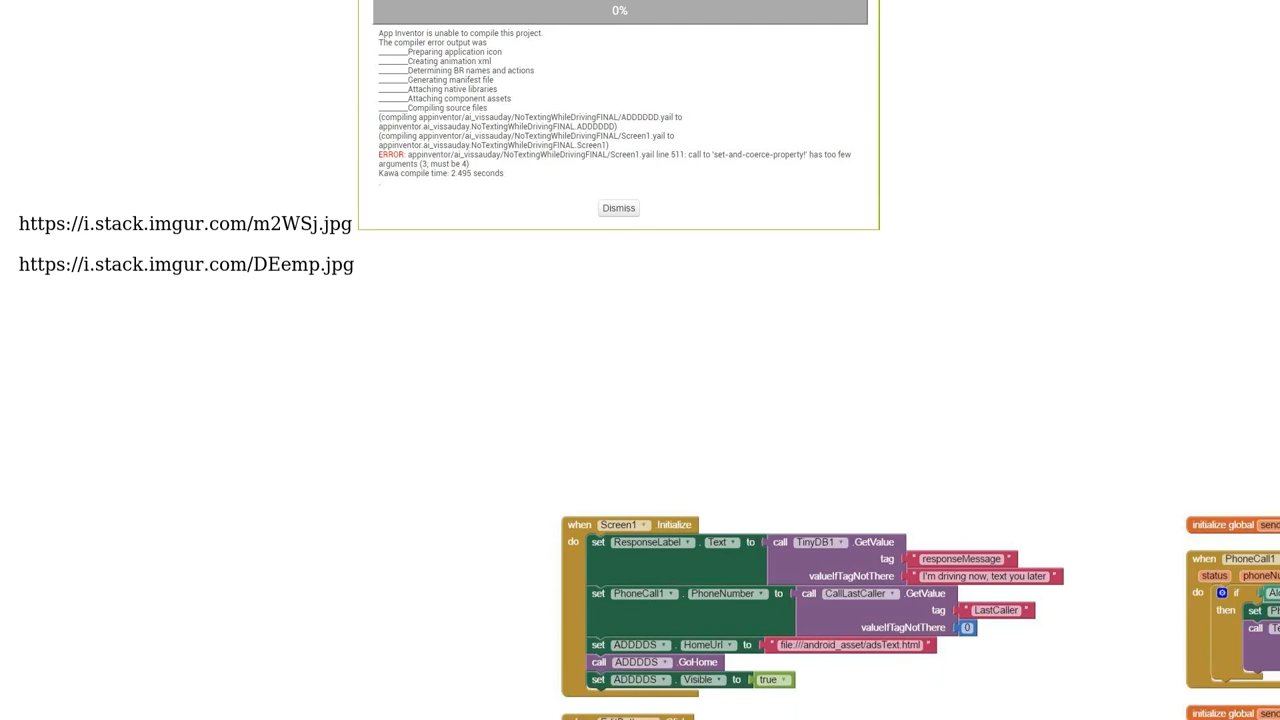 0%
App Inventor is unable to compile this project.
The compiler error output was
________Preparing application icon
________Creating animation xml
________Determining BR names and actions
________Generating manifest file
________Attaching native libraries
________Attaching component assets
________Compiling source files
(compiling appinventor/ai_vissauday/NoTextingWhileDrivingFINAL/ADDDDD.yail to
appinventor.ai_vissauday.NoTextingWhileDrivingFINAL.ADDDDD)
(compiling appinventor/ai_vissauday/NoTextingWhileDrivingFINAL/Screen1.yail to
appinventor.ai_vissauday.NoTextingWhileDrivingFINAL.Screen1)
ERROR: appinventor/ai_vissauday/NoTextingWhileDrivingFINAL/Screen1.yail line 511: call to 'set-and-coerce-property!' has too few
arguments (3; must be 4)
Kawa compile time: 2.495 seconds
.
Dismiss
https://i.stack.imgur.com/m2WSj.jpg
https://i.stack.imgur.com/DEemp.jpg
when Screen1 .Initialize
do set ResponseLabel . Text to call TinyDB1 .GetValue
tag " responseMessage "
valueIfTagNotThere " I'm driving now, text you later "
set PhoneCall1 . PhoneNumber to call CallLastCaller .GetValue
tag " LastCaller "
valueIfTagNotThere 0
set ADDDDS . HomeUrl to " file:///android_asset/adsText.html "
call ADDDDS .GoHome
set ADDDDS . Visible to true
initialize global
when PhoneCall1
status
do if
then set
call
initialize global